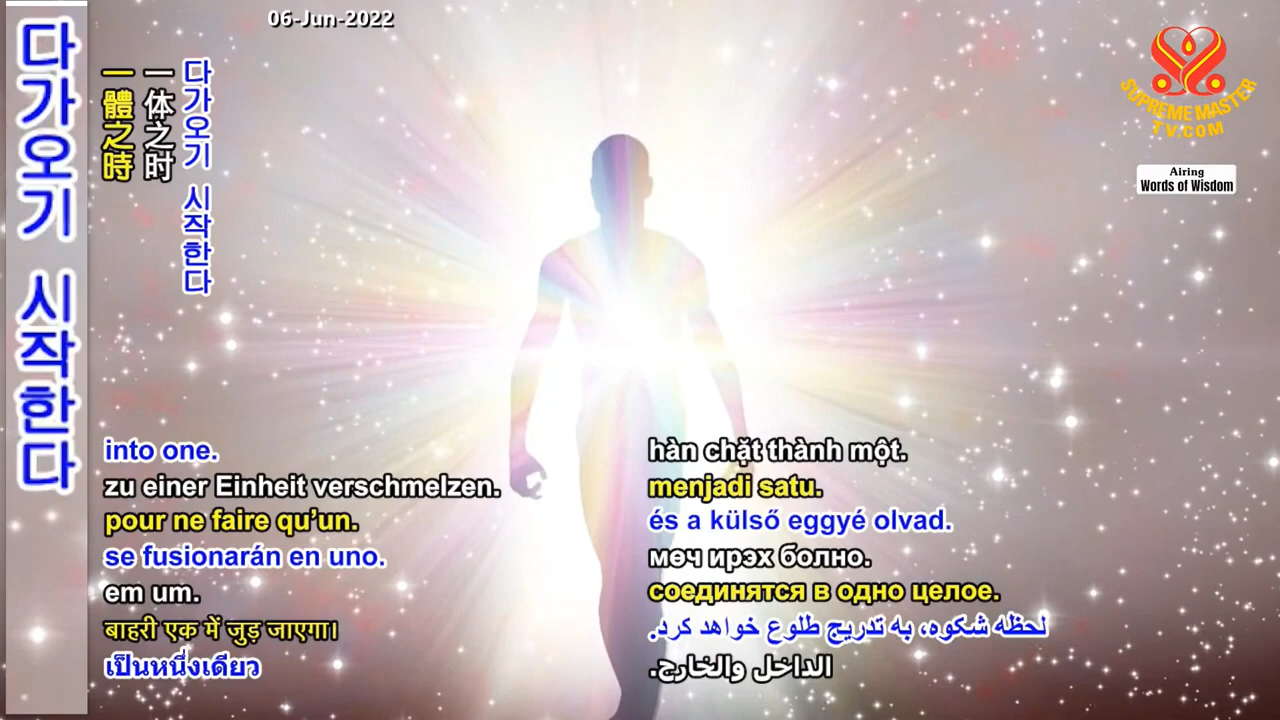 06-Jun-2022
다가오기 시작한다
一體之時
一体之时
다가오기 시작한다
SUPREME MASTER
TV.COM
Airing
Words of Wisdom
into one.
zu einer Einheit verschmelzen.
pour ne faire qu’un.
se fusionarán en uno.
em um.
बाहरी एक में जुड़ जाएगा।
เป็นหนึ่งเดียว
hàn chặt thành một.
menjadi satu.
és a külső eggyé olvad.
мөч ирэх болно.
соединятся в одно целое.
لحظه شکوه، به تدریج طلوع خواهد کرد.
الداخل والخارج.